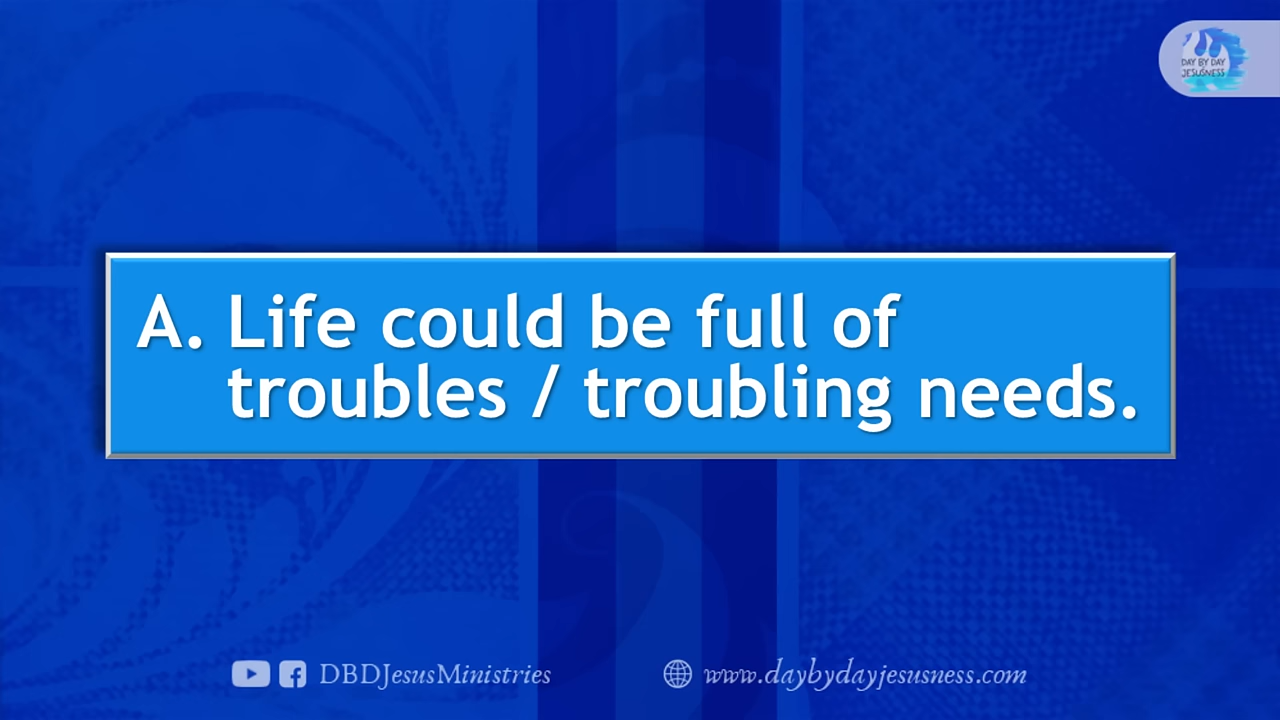 DAY BY DAY
JESUSNESS
A. Life could be full of
troubles / troubling needs.
DBDJesusMinistries
www.daybydayjesusness.com